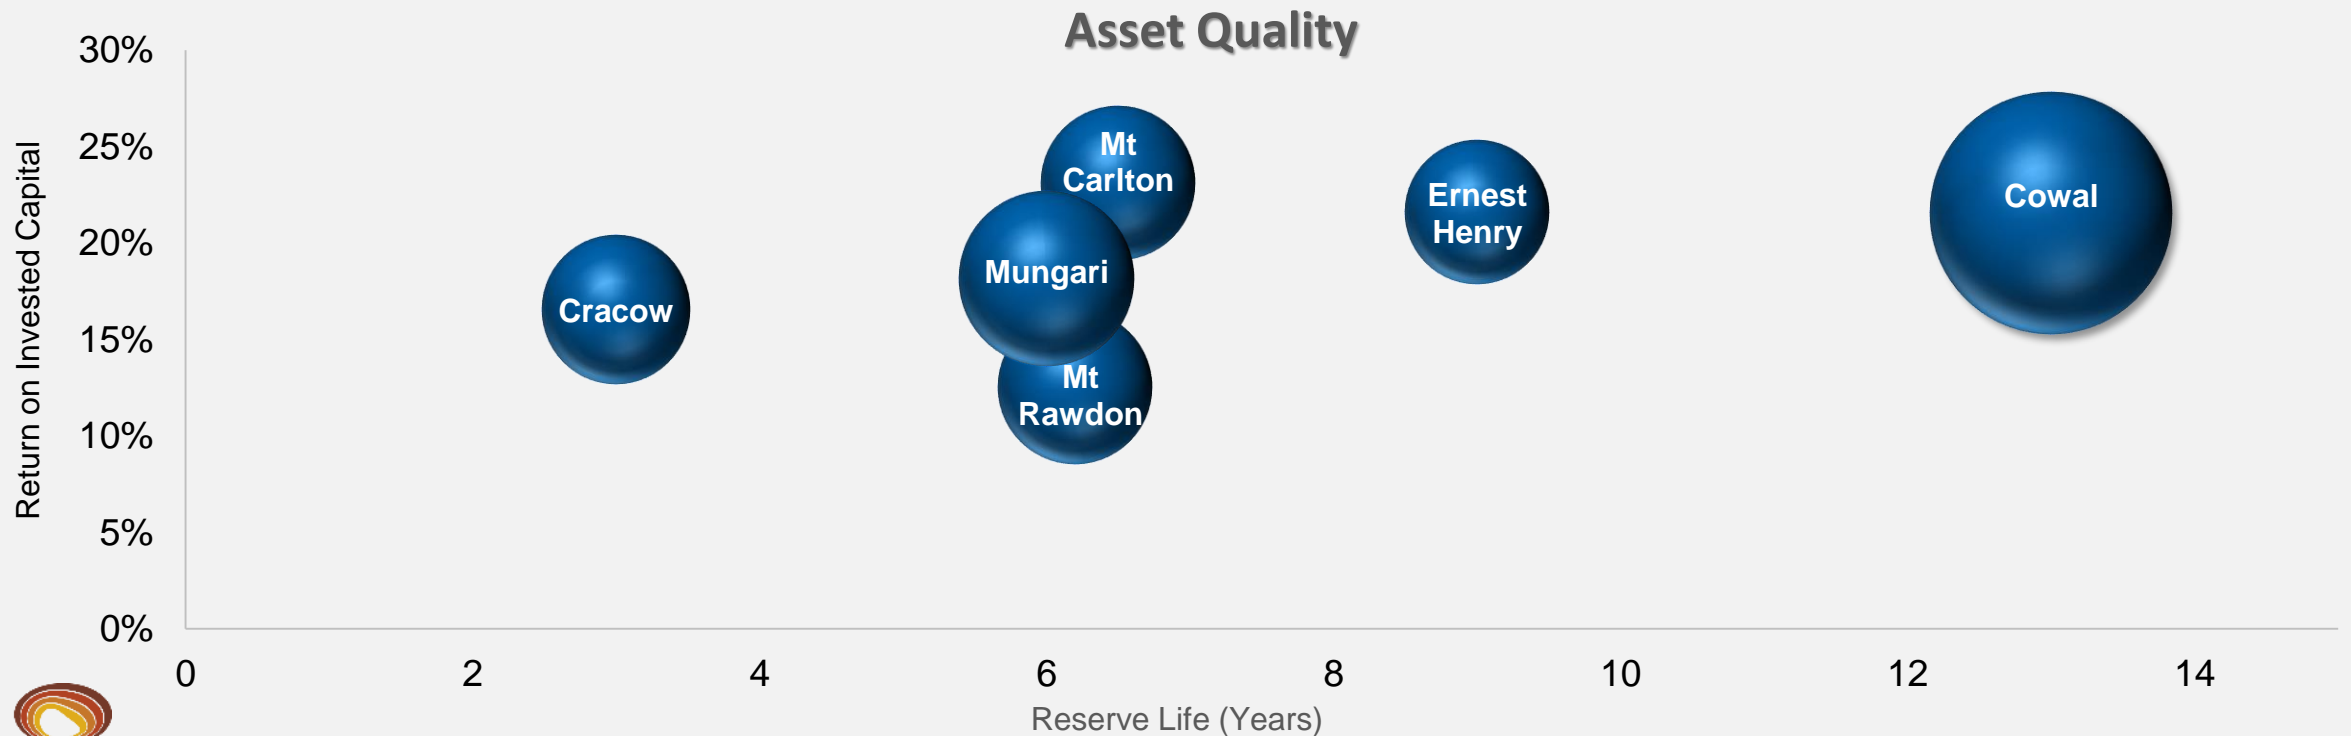 Asset Quality
30%
25%
20%
15%
10%
5%
0%
Return on Invested Capital
Mt
Carlton
Ernest
Henry
Cowal
Mungari
Cracow
Mt
Rawdon
0 2 4 6 8 10 12 14
Reserve Life (Years)